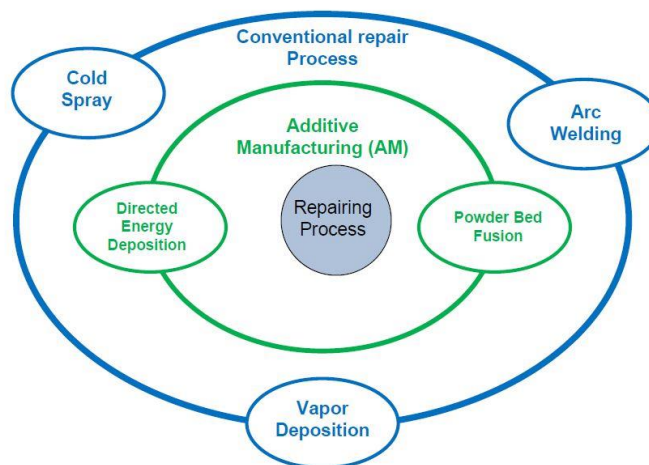 Conventional repair
Process
Cold
Spray
Arc
Welding
Additive
Manufacturing (AM)
Directed
Energy
Deposition
Repairing
Process
Powder Bed
Fusion
Vapor
Deposition